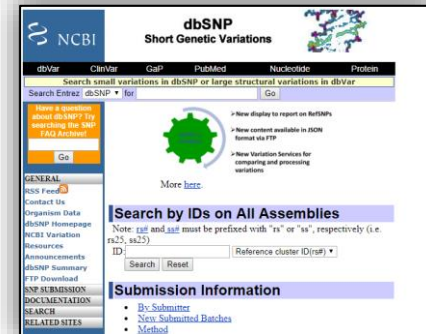 NCBI
dbSNP
Short Genetic Variations
dbVar ClinVar GaP PubMed Nucleotide Protein
Search small variations in dbSNP or large structural variations in dbVar
Search Entrez dbSNP for Go
Have a question
about dbSNP? Try
searching the SNP
FAQ Archive!
Go
GENERAL
RSS Feed
Contact Us
Organism Data
dbSNP Homepage
NCBI Variation
Resources
Announcements
dbSNP Summary
FTP Download
SNP SUBMISSION
DOCUMENTATION
SEARCH
RELATED SITES
New display to report on RefSNPs
New content available in JSON
format via FTP
New Variation Services for
comparing and processing
variations
More here.
Search by IDs on All Assemblies
Note: rs# and ss# must be prefixed with "rs" or "ss", respectively (i.e.
rs25, ss25)
ID: Reference cluster ID(rs#)
Search Reset
Submission Information
By Submitter
New Submitted Batches
Method